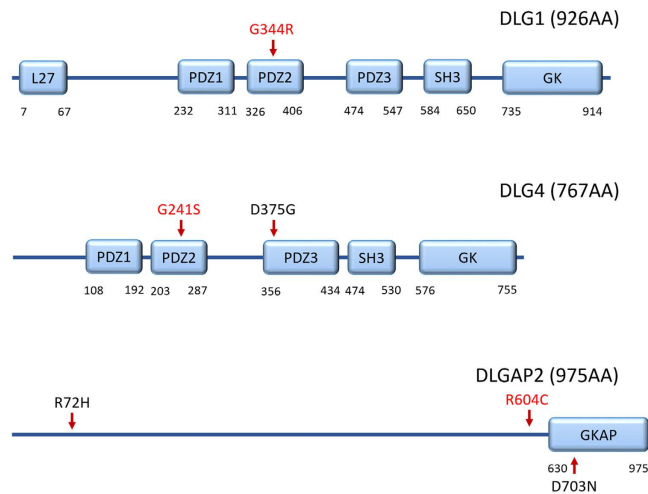 DLG1 (926AA)
G344R
L27 PDZ1 PDZ2 PDZ3 SH3 GK
7 67 232 311 326 406 474 547 584 650 735 914
DLG4 (767AA)
G241S D375G
PDZ1 PDZ2 PDZ3 SH3 GK
108 192 203 287 356 434 474 530 576 755
DLGAP2 (975AA)
R72H R604C
GKAP
630 975
D703N